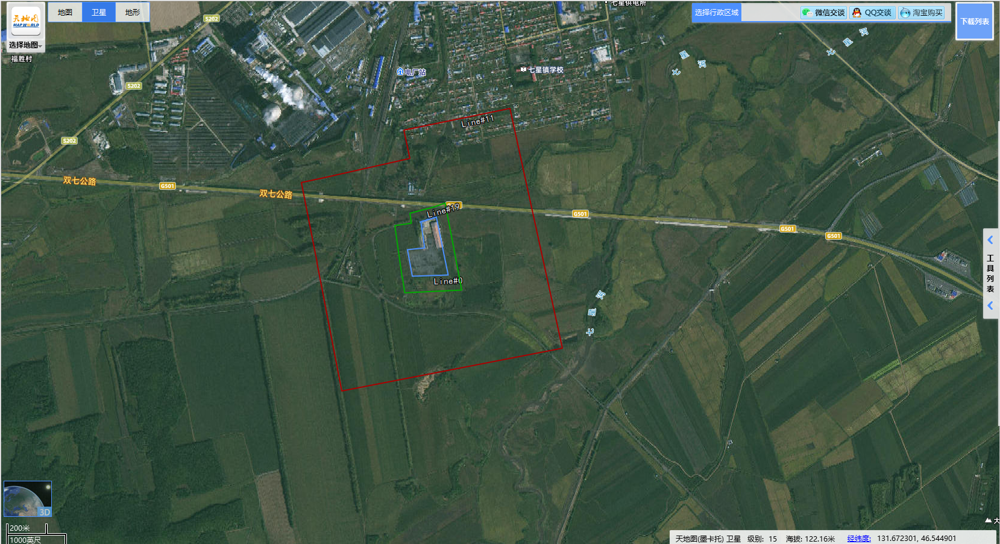 天地图
MAP WORLD
选择地图
地图
卫星
地形
福胜村
S202
七星供电所
选择行政区域
微信交谈
QQ交谈
淘宝购买
下载列表
七星河
七星河
电厂站
七星镇学校
S202
S202
Line#11
双七公路
G501
双七公路
Line#19
G501
G501
G501
Line#0
七星河
工具列表
3D
200米
1000英尺
天地图(墨卡托) 卫星 级别: 15 海拔: 122.16米 经纬度: 131.672301, 46.544901
大